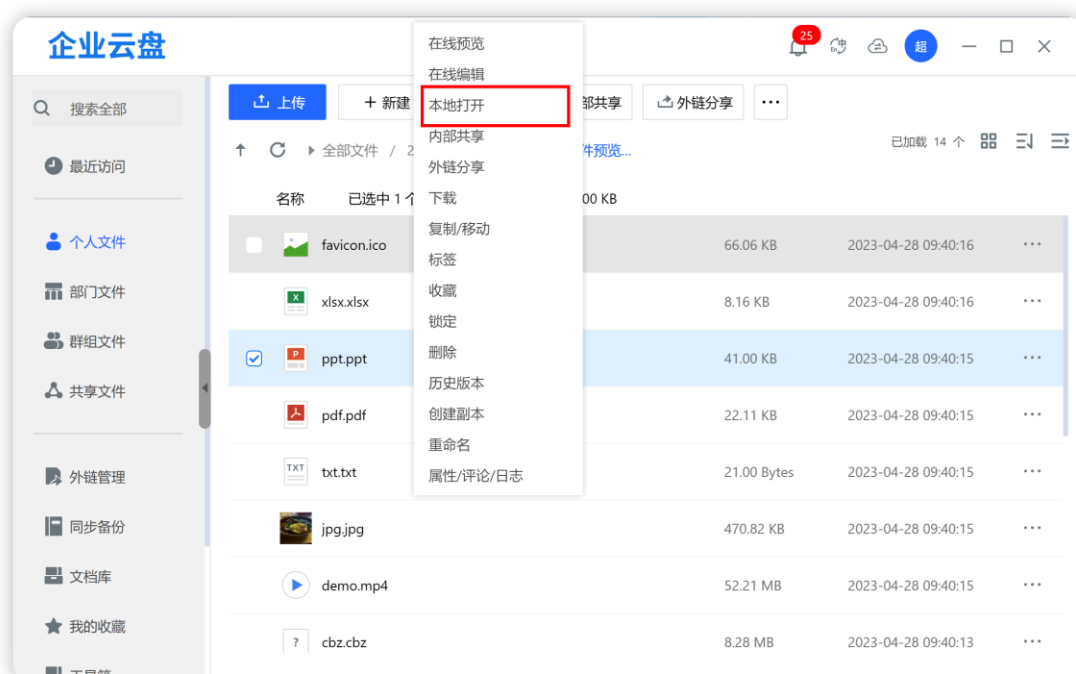 企业云盘
25
超
搜索全部
最近访问
个人文件
部门文件
群组文件
共享文件
外链管理
同步备份
文档库
我的收藏
上传
新建
部共享
外链分享
全部文件 / 2
件预览...
已加载 14 个
名称 已选中 1 个
00 KB
在线预览
在线编辑
本地打开
内部共享
外链分享
下载
复制/移动
标签
收藏
锁定
删除
历史版本
创建副本
重命名
属性/评论/日志
favicon.ico 66.06 KB 2023-04-28 09:40:16
X xlsx.xlsx 8.16 KB 2023-04-28 09:40:16
P ppt.ppt 41.00 KB 2023-04-28 09:40:15
pdf.pdf 22.11 KB 2023-04-28 09:40:15
TXT txt.txt 21.00 Bytes 2023-04-28 09:40:15
jpg.jpg 470.82 KB 2023-04-28 09:40:15
demo.mp4 52.21 MB 2023-04-28 09:40:15
? cbz.cbz 8.28 MB 2023-04-28 09:40:13